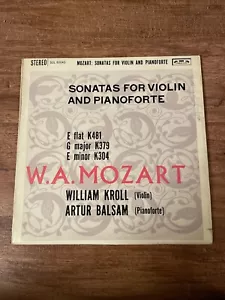 STEREO
MOZART: SONATAS FOR VIOLIN AND PIANOFORTE
SONATAS FOR VIOLIN
AND PIANOFORTE
E flat K481
G major K379
E minor K304
W.A.MOZART
WILLIAM KROLL (Violin)
ARTUR BALSAM (Pianoforte)